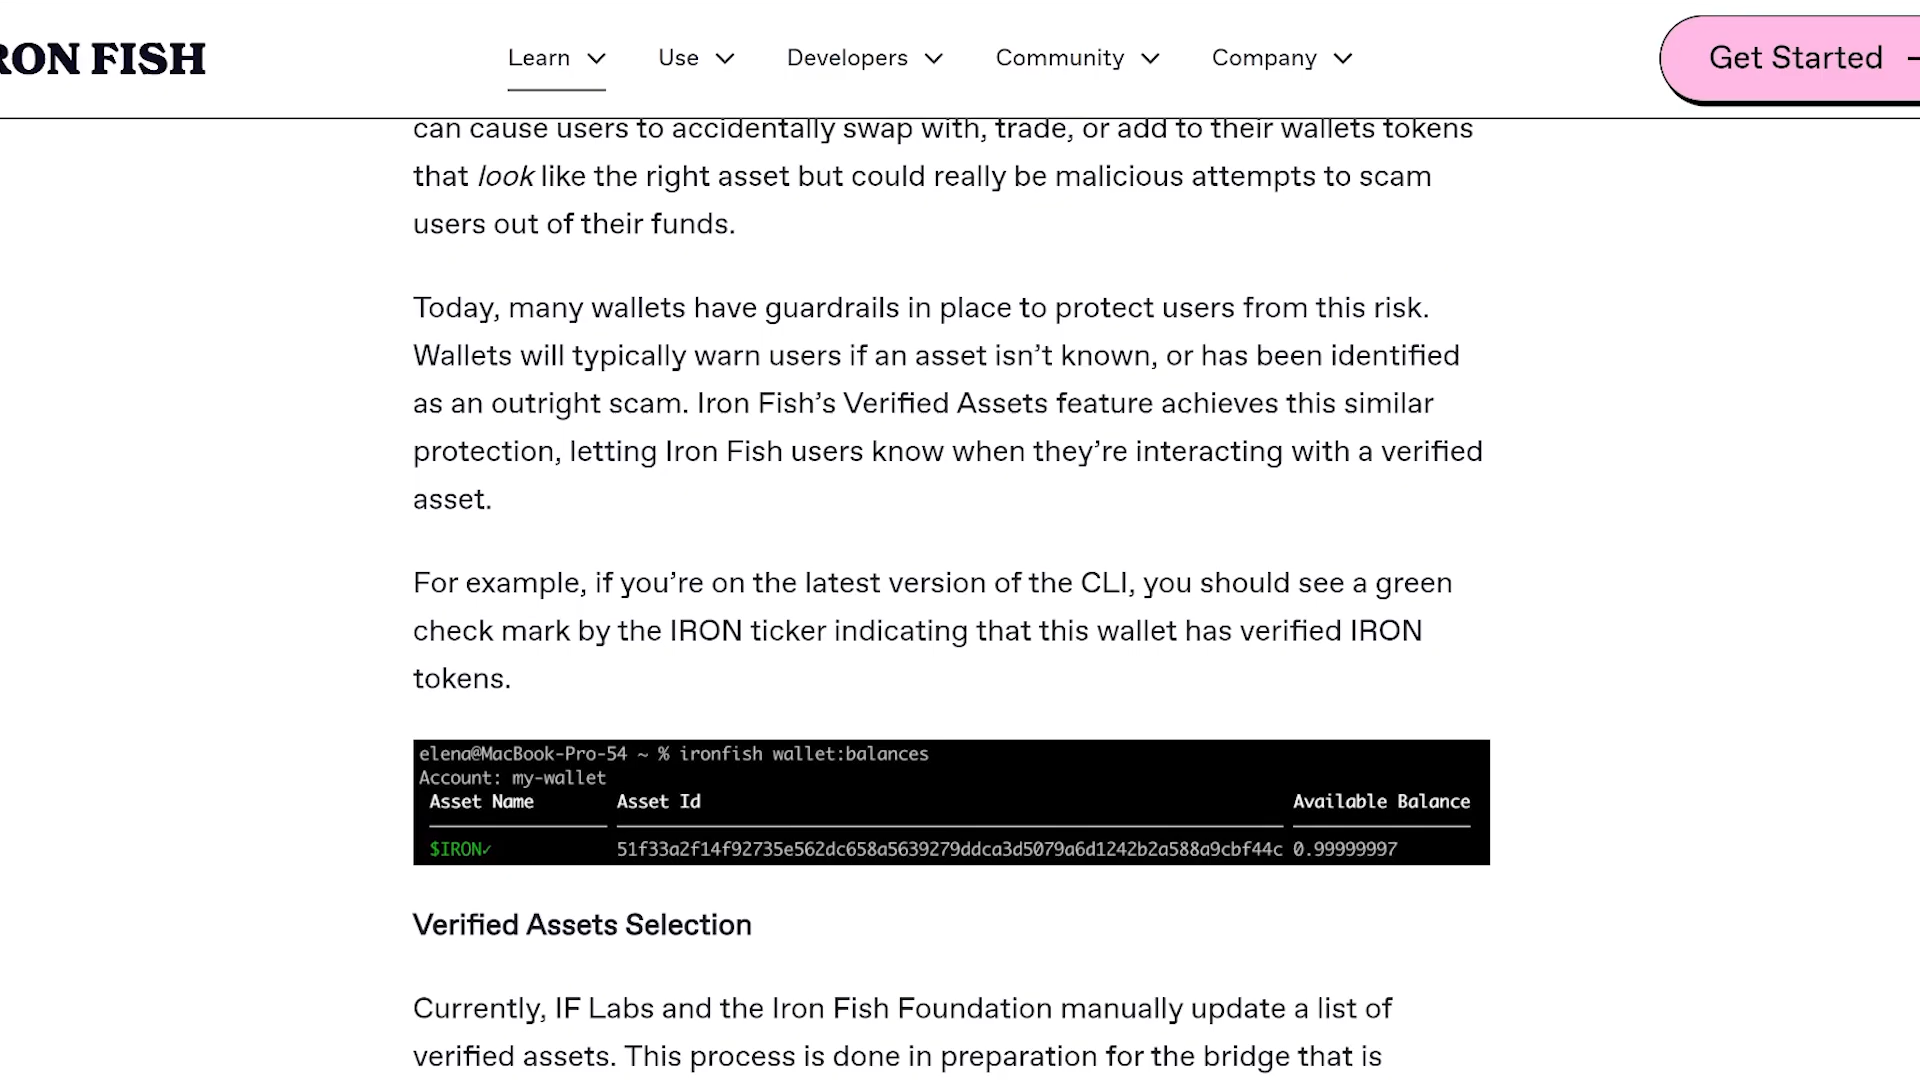 RON FISH
Learn
Use
Developers
Community
Company
Get Started
can cause users to accidentally swap with, trade, or add to their wallets tokens
that look like the right asset but could really be malicious attempts to scam
users out of their funds.
Today, many wallets have guardrails in place to protect users from this risk.
Wallets will typically warn users if an asset isn’t known, or has been identified
as an outright scam. Iron Fish’s Verified Assets feature achieves this similar
protection, letting Iron Fish users know when they’re interacting with a verified
asset.
For example, if you’re on the latest version of the CLI, you should see a green
check mark by the IRON ticker indicating that this wallet has verified IRON
tokens.
elena@MacBook-Pro-54 ~ % ironfish wallet:balances
Account: my-wallet
Asset Name Asset Id Available Balance
$IRON✓ 51f33a2f14f92735e562dc658a5639279ddca3d5079a6d1242b2a588a9cbf44c 0.99999997
Verified Assets Selection
Currently, IF Labs and the Iron Fish Foundation manually update a list of
verified assets. This process is done in preparation for the bridge that is